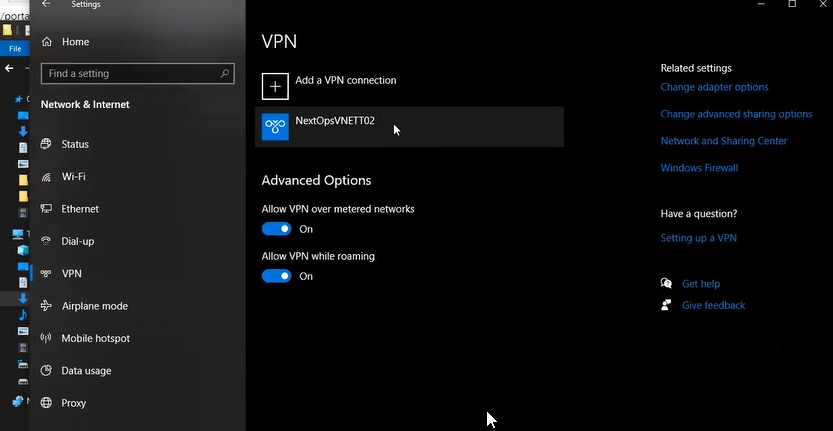 Settings
/porta
File
Home
Find a setting
Network & Internet
Status
Wi-Fi
Ethernet
Dial-up
VPN
Airplane mode
Mobile hotspot
Data usage
Proxy
VPN
Add a VPN connection
NextOpsVNETT02
Advanced Options
Allow VPN over metered networks
On
Allow VPN while roaming
On
Related settings
Change adapter options
Change advanced sharing options
Network and Sharing Center
Windows Firewall
Have a question?
Setting up a VPN
Get help
Give feedback